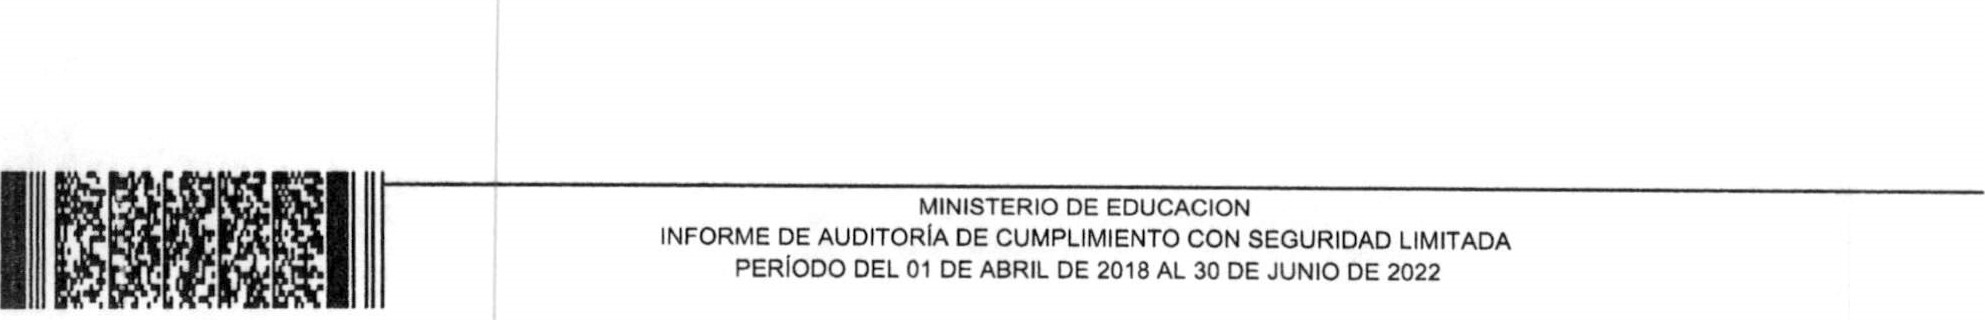 MINISTERIO DE EDUCACION
INFORME DE AUDITORÍA DE CUMPLIMIENTO CON SEGURIDAD LIMITADA
PERÍODO DEL 01 DE ABRIL DE 2018 AL 30 DE JUNIO DE 2022